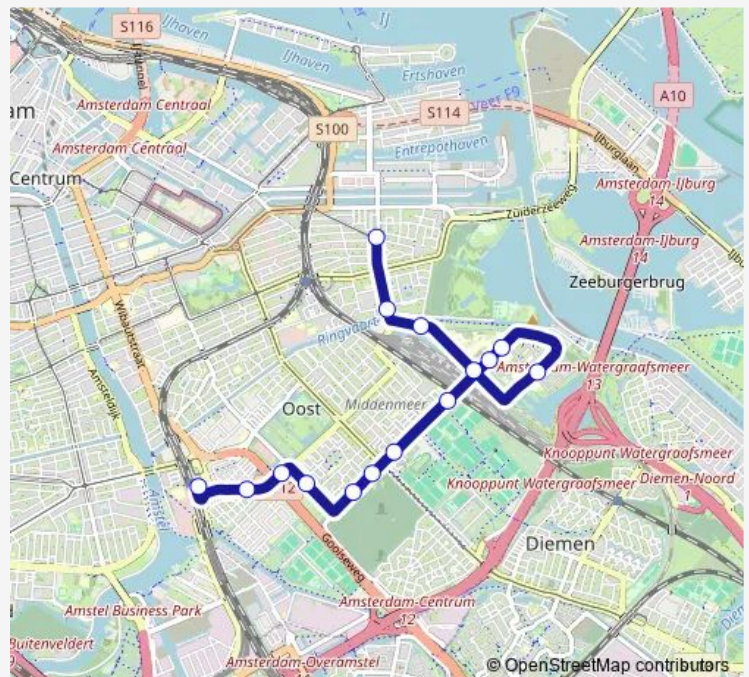 S116
IJ
IJhaven
IJhaven
Ertshaven
A10
Amsterdam Centraal
S114
Veer F9
S100
Entrepothaven
IJburglaan
Amsterdam Centraal
Centrum
Amsterdam-IJburg
14
Zuiderzeeweg
Amsterdam-IJburg
14
Zeeburgerbrug
Wibautstraat
Ringvaart
Amsterdam-Watergraafsmeer
13
Amsteldijk
Oost
Middenmeer
Knooppunt Watergraafsmeer
Knooppunt Watergraafsmeer
Diemen-Noord
1
12
Amstel
Gooiseweg
Diemen
Amstel Business Park
Amsterdam-Centrum
12
Buitenveldert
Amsterdam-Overamstel
© OpenStreetMap contributors